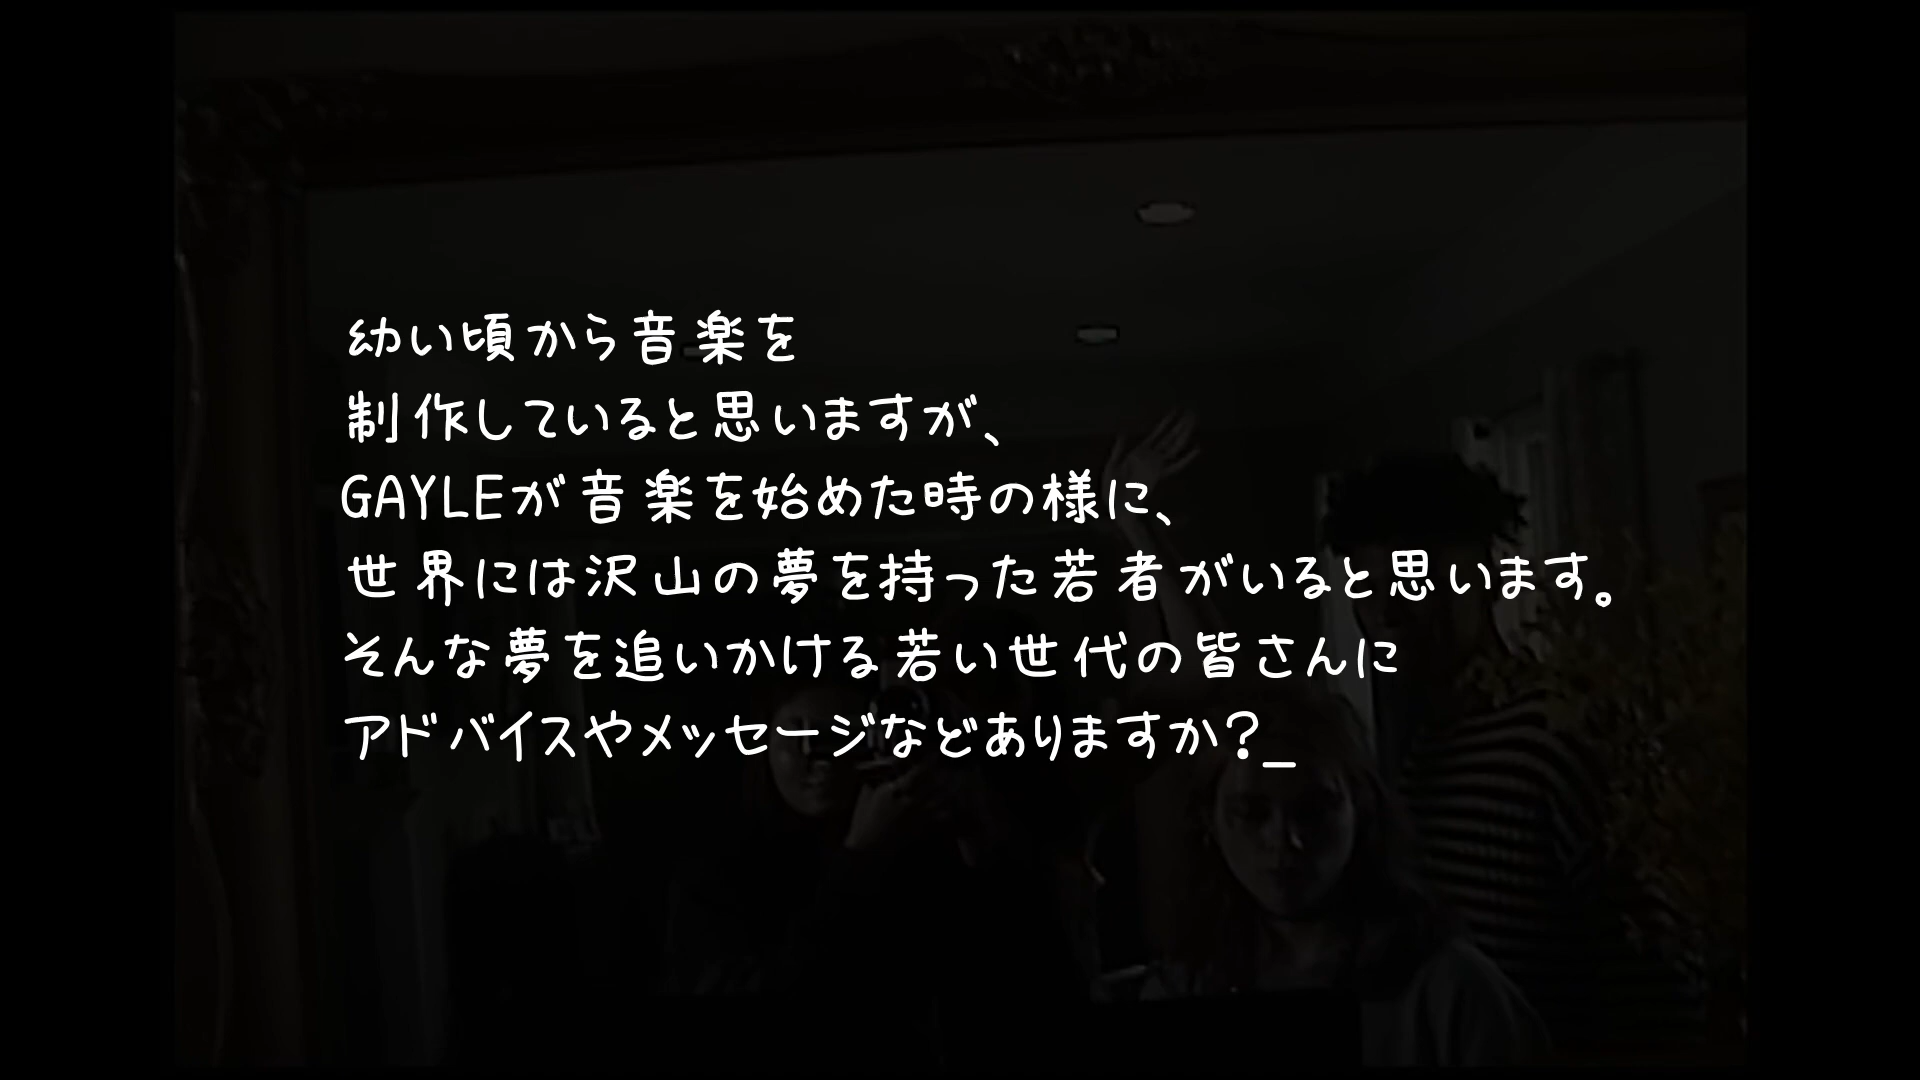 幼い頃から音楽を
制作していると思いますが、
GAYLEが音楽を始めた時の様に、
世界には沢山の夢を持った若者がいると思います。
そんな夢を追いかける若い世代の皆さんに
アドバイスやメッセージなどありますか?_